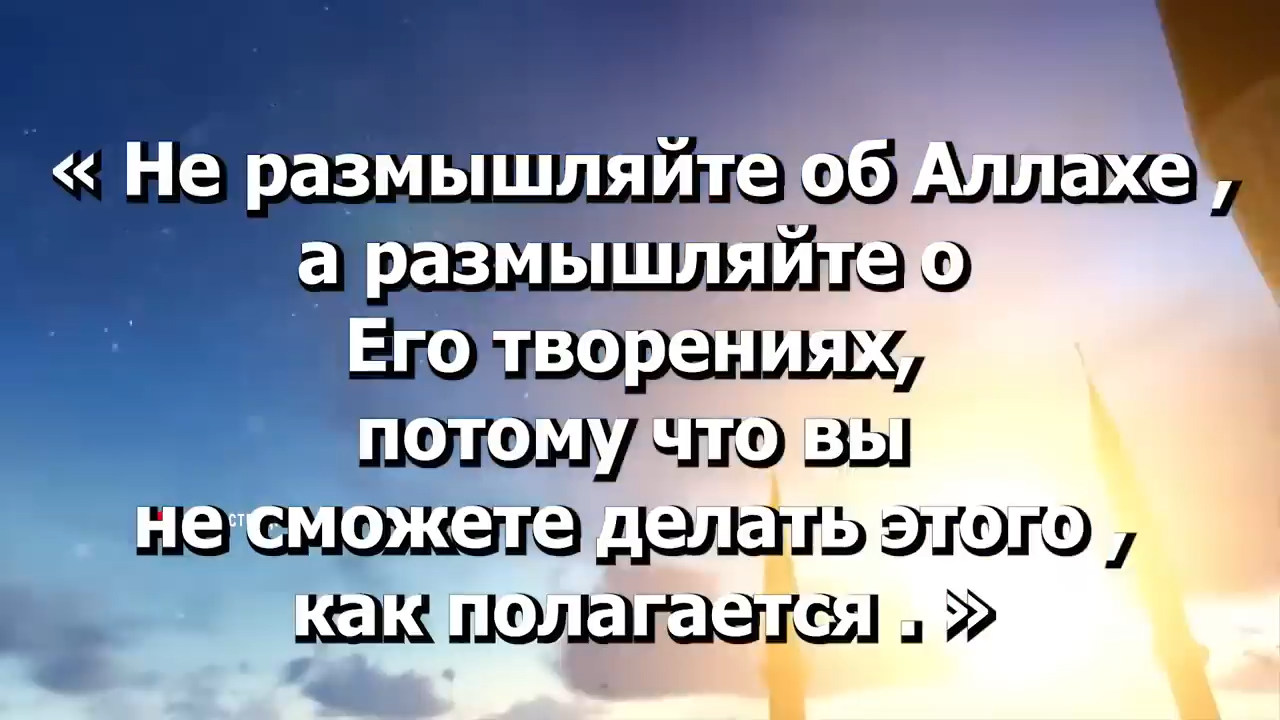 « Не размышляйте об Аллахе ,
а размышляйте о
Его творениях,
потому что вы
не сможете делать этого ,
как полагается . »